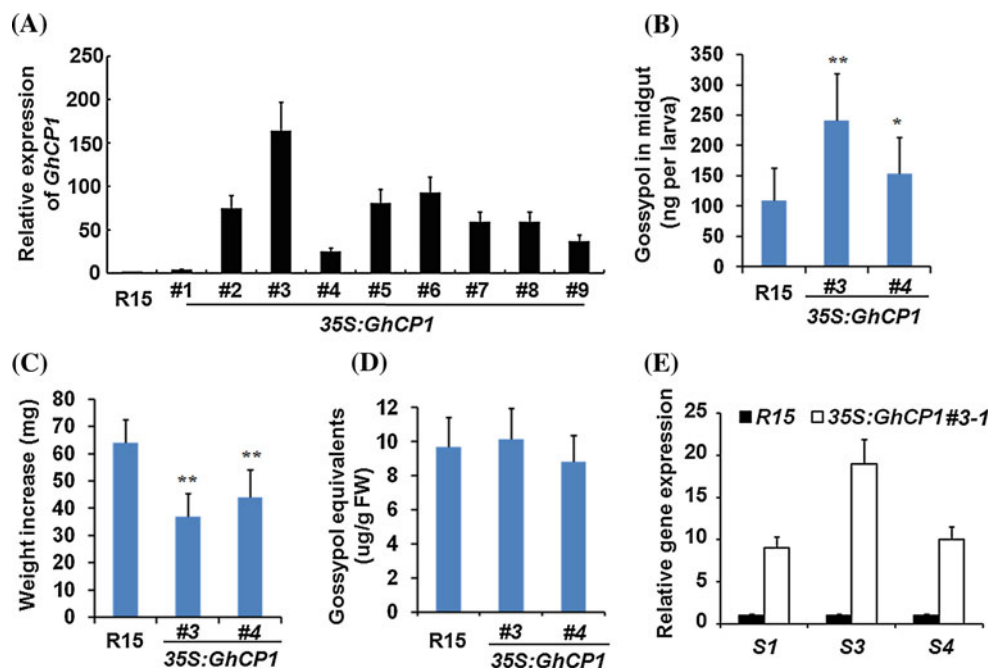 (A)
Relative expression
of GhCP1
250
200
150
100
50
0
R15
#1
#2
#3
#4
#5
#6
#7
#8
#9
35S:GhCP1
(B)
Gossypol in midgut
(ng per larva)
350
300
250
200
150
100
50
0
**
*
R15
#3
#4
35S:GhCP1
(C)
Weight increase (mg)
80
70
60
50
40
30
20
10
0
**
**
R15
#3
#4
35S:GhCP1
(D)
Gossypol equivalents
(ug/g FW)
14
12
10
8
6
4
2
0
R15
#3
#4
35S:GhCP1
(E)
Relative gene expression
25
20
15
10
5
0
R15
35S:GhCP1 #3-1
S1
S3
S4